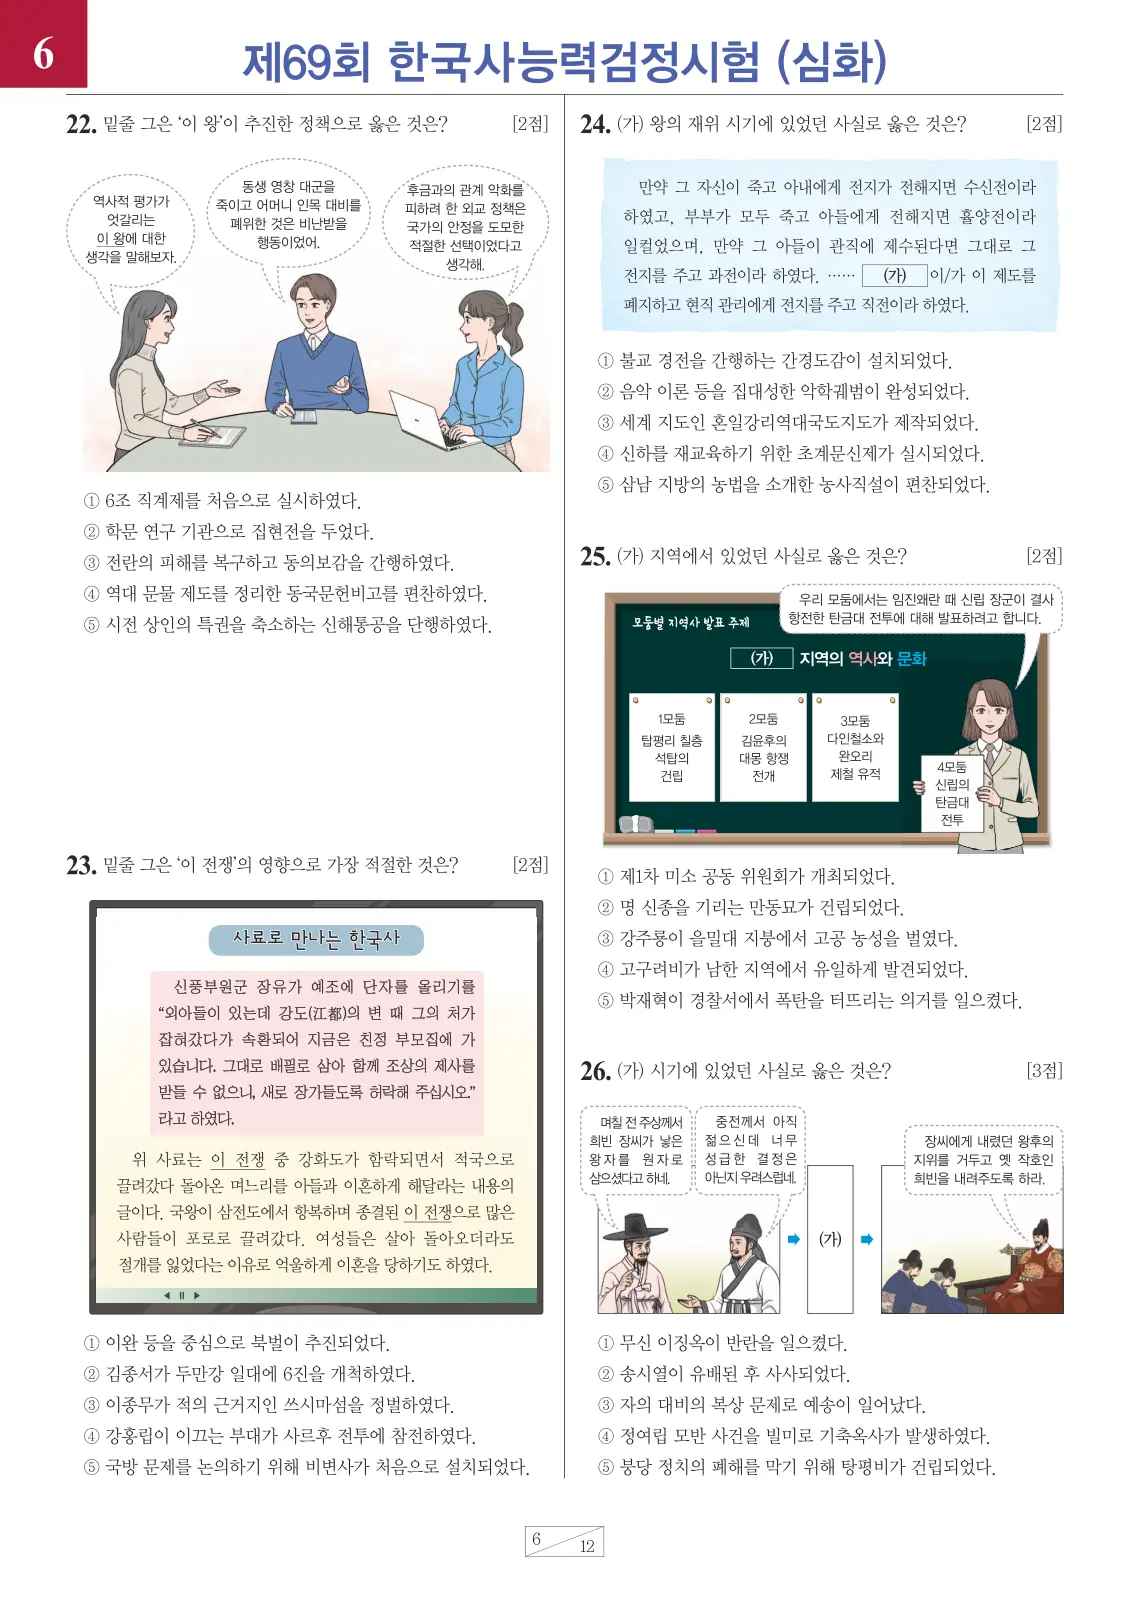 6
제69회 한국사능력검정시험 (심화)
22. 밑줄 그은 '이 왕'이 추진한 정책으로 옳은 것은? [2점]
역사적 평가가
엇갈리는
이 왕에 대한
생각을 말해보자.
동생 영창 대군을
죽이고 어머니 인목 대비를
폐위한 것은 비난받을
행동이었어.
후금과의 관계 악화를
피하려 한 외교 정책은
국가의 안정을 도모한
적절한 선택이었다고
생각해.
① 6조 직계제를 처음으로 실시하였다.
② 학문 연구 기관으로 집현전을 두었다.
③ 전란의 피해를 복구하고 동의보감을 간행하였다.
④ 역대 문물 제도를 정리한 동국문헌비고를 편찬하였다.
⑤ 시전 상인의 특권을 축소하는 신해통공을 단행하였다.
23. 밑줄 그은 '이 전쟁'의 영향으로 가장 적절한 것은? [2점]
사료로 만나는 한국사
신풍부원군 장유가 예조에 단자를 올리기를
"외아들이 있는데 강도(江都)의 변 때 그의 처가
잡혀갔다가 속환되어 지금은 친정 부모집에 가
있습니다. 그대로 배필로 삼아 함께 조상의 제사를
받들 수 없으니, 새로 장가들도록 허락해 주십시오."
라고 하였다.
위 사료는 이 전쟁 중 강화도가 함락되면서 적국으로
끌려갔다 돌아온 며느리를 아들과 이혼하게 해달라는 내용의
글이다. 국왕이 삼전도에서 항복하며 종결된 이 전쟁으로 많은
사람들이 포로로 끌려갔다. 여성들은 살아 돌아오더라도
절개를 잃었다는 이유로 억울하게 이혼을 당하기도 하였다.
① 이완 등을 중심으로 북벌이 추진되었다.
② 김종서가 두만강 일대에 6진을 개척하였다.
③ 이종무가 적의 근거지인 쓰시마섬을 정벌하였다.
④ 강홍립이 이끄는 부대가 사르후 전투에 참전하였다.
⑤ 국방 문제를 논의하기 위해 비변사가 처음으로 설치되었다.
24. (가) 왕의 재위 시기에 있었던 사실로 옳은 것은? [2점]
만약 그 자신이 죽고 아내에게 전지가 전해지면 수신전이라
하였고, 부부가 모두 죽고 아들에게 전해지면 휼양전이라
일컬었으며, 만약 그 아들이 관직에 제수된다면 그대로 그
전지를 주고 과전이라 하였다. …… (가) 이/가 이 제도를
폐지하고 현직 관리에게 전지를 주고 직전이라 하였다.
① 불교 경전을 간행하는 간경도감이 설치되었다.
② 음악 이론 등을 집대성한 악학궤범이 완성되었다.
③ 세계 지도인 혼일강리역대국도지도가 제작되었다.
④ 신하를 재교육하기 위한 초계문신제가 실시되었다.
⑤ 삼남 지방의 농법을 소개한 농사직설이 편찬되었다.
25. (가) 지역에서 있었던 사실로 옳은 것은? [2점]
우리 모둠에서는 임진왜란 때 신립 장군이 결사
항전한 탄금대 전투에 대해 발표하려고 합니다.
모둠별 지역사 발표 주제
(가) 지역의 역사와 문화
1모둠
탑평리 칠층
석탑의
건립
2모둠
김윤후의
대몽 항쟁
전개
3모둠
다인철소와
완오리
제철 유적
4모둠
신립의
탄금대
전투
① 제1차 미소 공동 위원회가 개최되었다.
② 명 신종을 기리는 만동묘가 건립되었다.
③ 강주룡이 을밀대 지붕에서 고공 농성을 벌였다.
④ 고구려비가 남한 지역에서 유일하게 발견되었다.
⑤ 박재혁이 경찰서에서 폭탄을 터뜨리는 의거를 일으켰다.
26. (가) 시기에 있었던 사실로 옳은 것은? [3점]
며칠 전 주상께서
희빈 장씨가 낳은
왕자를 원자로
삼으셨다고 하네.
중전께서 아직
젊으신데 너무
성급한 결정은
아닌지 우려스럽네.
(가)
장씨에게 내렸던 왕후의
지위를 거두고 옛 작호인
희빈을 내려주도록 하라.
① 무신 이징옥이 반란을 일으켰다.
② 송시열이 유배된 후 사사되었다.
③ 자의 대비의 복상 문제로 예송이 일어났다.
④ 정여립 모반 사건을 빌미로 기축옥사가 발생하였다.
⑤ 붕당 정치의 폐해를 막기 위해 탕평비가 건립되었다.
6
12